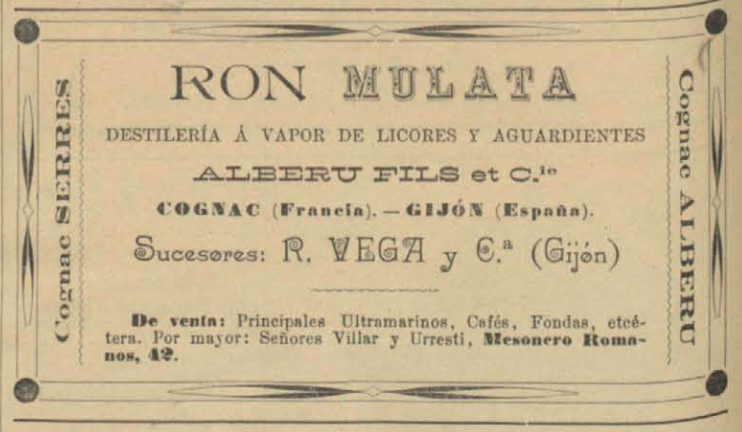 RON MULATA
DESTILERÍA Á VAPOR DE LICORES Y AGUARDIENTES
ALBERU FILS et C.ie
COGNAC (Francia).—GIJÓN (España).
Sucesores: R. VEGA y C.ª (Gijón)
De venta: Principales Ultramarinos, Cafés, Fondas, etcé-
tera. Por mayor: Señores Villar y Urresti, Mesonero Roma-
nos, 42.
Cognac SERRES
Cognac ALBERU